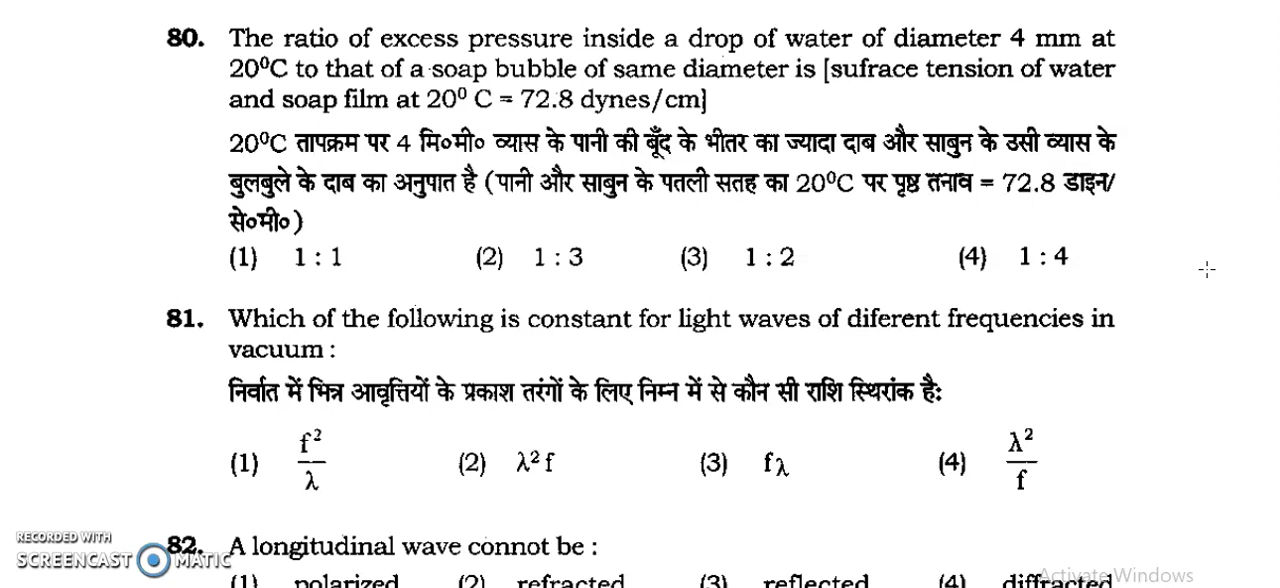 80. The ratio of excess pressure inside a drop of water of diameter 4 mm at
20⁰C to that of a soap bubble of same diameter is [sufrace tension of water
and soap film at 20⁰ C = 72.8 dynes/cm]
20⁰C तापक्रम पर 4 मि०मी० व्यास के पानी की बूँद के भीतर का ज्यादा दाब और साबुन के उसी व्यास के
बुलबुले के दाब का अनुपात है (पानी और साबुन के पतली सतह का 20⁰C पर पृष्ठ तनाव = 72.8 डाइन/
से०मी०)
(1) 1 : 1 (2) 1 : 3 (3) 1 : 2 (4) 1 : 4
81. Which of the following is constant for light waves of diferent frequencies in
vacuum :
निर्वात में भिन्न आवृत्तियों के प्रकाश तरंगों के लिए निम्न में से कौन सी राशि स्थिरांक है:
(1) f²/λ (2) λ² f (3) fλ (4) λ²/f
RECORDED WITH
SCREENCAST MATIC
82. A longitudinal wave connot be :
(1) polarized (2) refracted (3) reflected (4) diffracted
Activate Windows